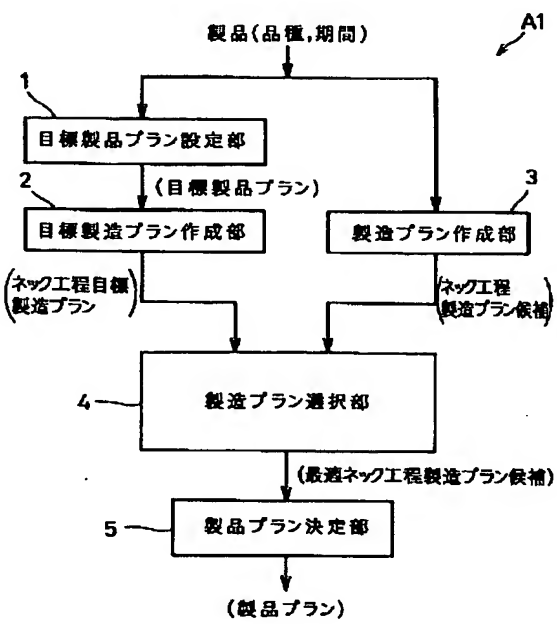 A1
製品(品種,期間)
1
目標製品プラン設定部
(目標製品プラン)
2
目標製造プラン作成部
3
製造プラン作成部
(ネック工程目標
製造プラン)
(ネック工程
製造プラン候補)
4
製造プラン選択部
(最適ネック工程製造プラン候補)
5
製品プラン決定部
(製品プラン)